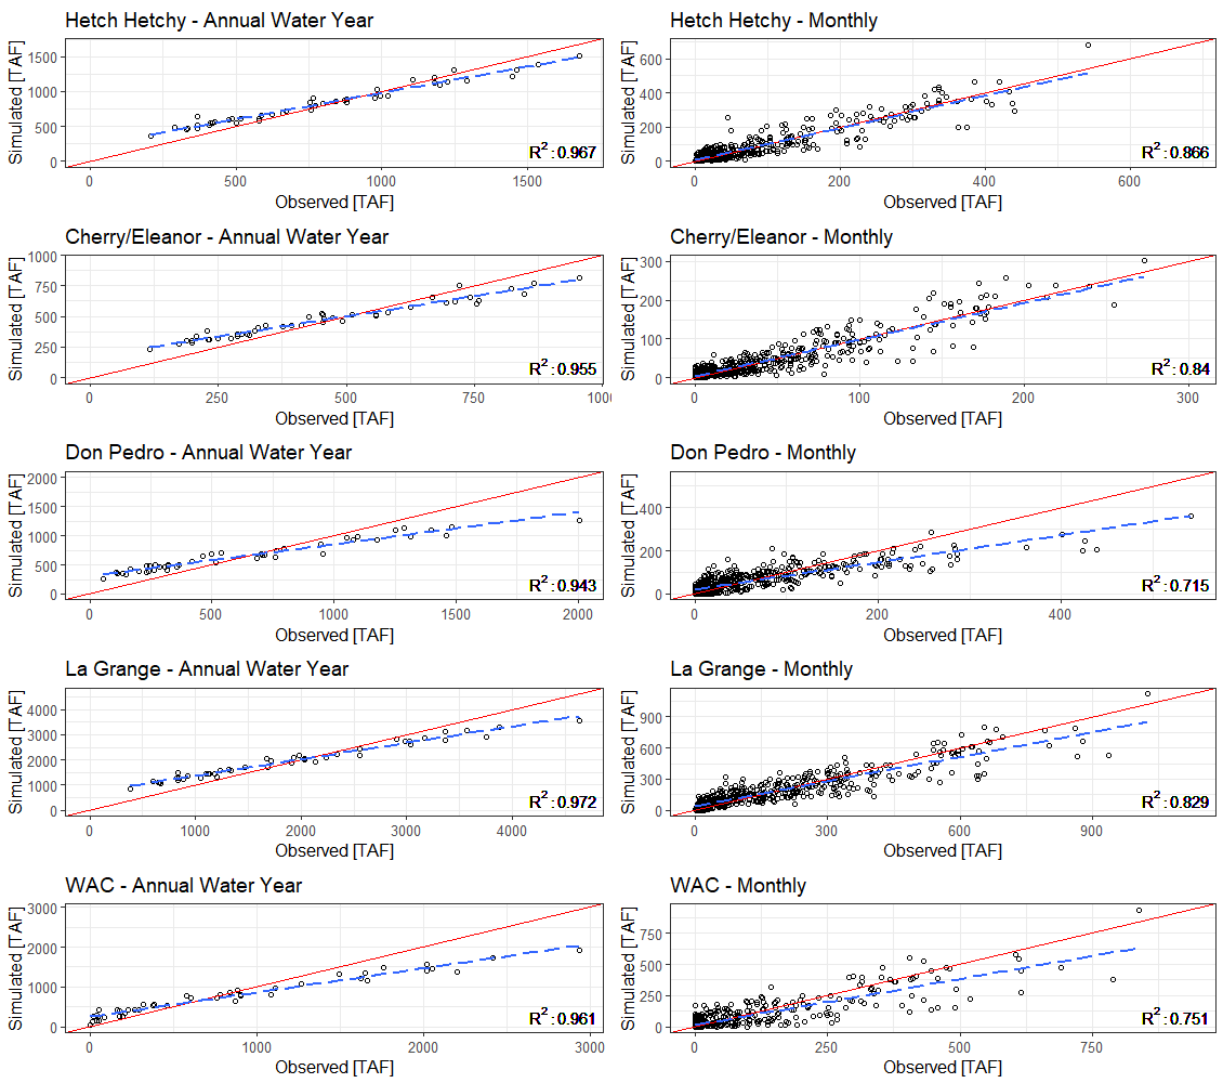 Hetch Hetchy - Annual Water Year
Simulated [TAF]
1500
1000
500
0
R²: 0.967
0 500 1000 1500
Observed [TAF]
Hetch Hetchy - Monthly
Simulated [TAF]
600
400
200
0
R²: 0.866
0 200 400 600
Observed [TAF]
Cherry/Eleanor - Annual Water Year
Simulated [TAF]
1000
750
500
250
0
R²: 0.955
0 250 500 750 100
Observed [TAF]
Cherry/Eleanor - Monthly
Simulated [TAF]
300
200
100
0
R²: 0.84
0 100 200 300
Observed [TAF]
Don Pedro - Annual Water Year
Simulated [TAF]
2000
1500
1000
500
0
R²: 0.943
0 500 1000 1500 2000
Observed [TAF]
Don Pedro - Monthly
Simulated [TAF]
400
200
0
R²: 0.715
0 200 400
Observed [TAF]
La Grange - Annual Water Year
Simulated [TAF]
4000
3000
2000
1000
0
R²: 0.972
0 1000 2000 3000 4000
Observed [TAF]
La Grange - Monthly
Simulated [TAF]
900
600
300
0
R²: 0.829
0 300 600 900
Observed [TAF]
WAC - Annual Water Year
Simulated [TAF]
3000
2000
1000
0
R²: 0.961
0 1000 2000 3000
Observed [TAF]
WAC - Monthly
Simulated [TAF]
750
500
250
0
R²: 0.751
0 250 500 750
Observed [TAF]